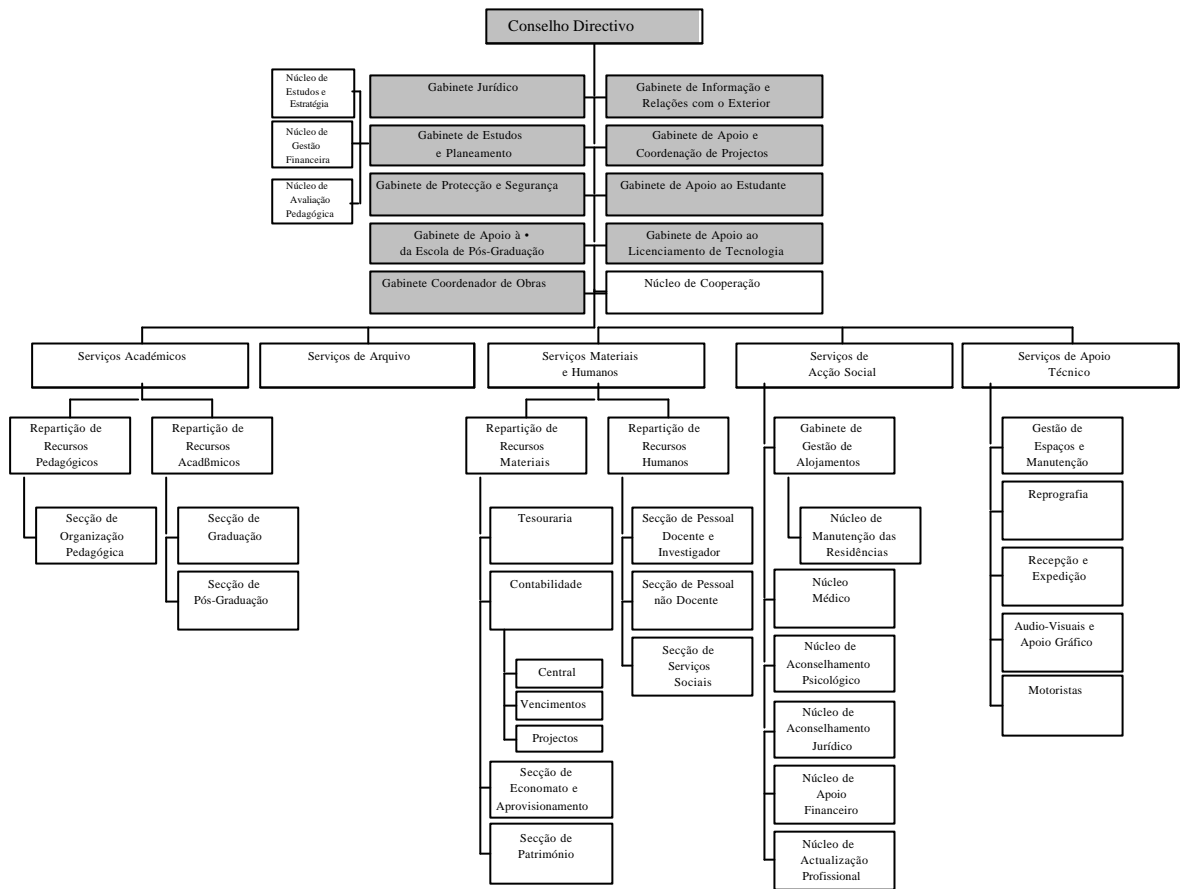 Conselho Directivo
Núcleo de
Estudos e
Estratégia
Gabinete Jurídico
Gabinete de Informação e
Relações com o Exterior
Núcleo de
Gestão
Financeira
Gabinete de Estudos
e Planeamento
Gabinete de Apoio e
Coordenação de Projectos
Núcleo de
Avaliação
Pedagógica
Gabinete de Protecção e Segurança
Gabinete de Apoio ao Estudante
Gabinete de Apoio à •
da Escola de Pós-Graduação
Gabinete de Apoio ao
Licenciamento de Tecnologia
Gabinete Coordenador de Obras
Núcleo de Cooperação
Serviços Académicos
Serviços de Arquivo
Serviços Materiais
e Humanos
Serviços de
Acção Social
Serviços de Apoio
Técnico
Repartição de
Recursos
Pedagógicos
Repartição de
Recursos
Acadßmicos
Repartição de
Recursos
Materiais
Repartição de
Recursos
Humanos
Gabinete de
Gestão de
Alojamentos
Gestão de
Espaços e
Manutenção
Secção de
Organização
Pedagógica
Secção de
Graduação
Tesouraria
Secção de Pessoal
Docente e
Investigador
Núcleo de
Manutenção das
Residências
Reprografia
Secção de
Pós-Graduação
Contabilidade
Secção de Pessoal
não Docente
Núcleo
Médico
Recepção e
Expedição
Central
Vencimentos
Projectos
Secção de
Serviços
Sociais
Núcleo de
Aconselhamento
Psicológico
Audio-Visuais e
Apoio Gráfico
Núcleo de
Aconselhamento
Jurídico
Motoristas
Secção de
Economato e
Aprovisionamento
Núcleo de
Apoio
Financeiro
Secção de
Património
Núcleo de
Actualização
Profissional